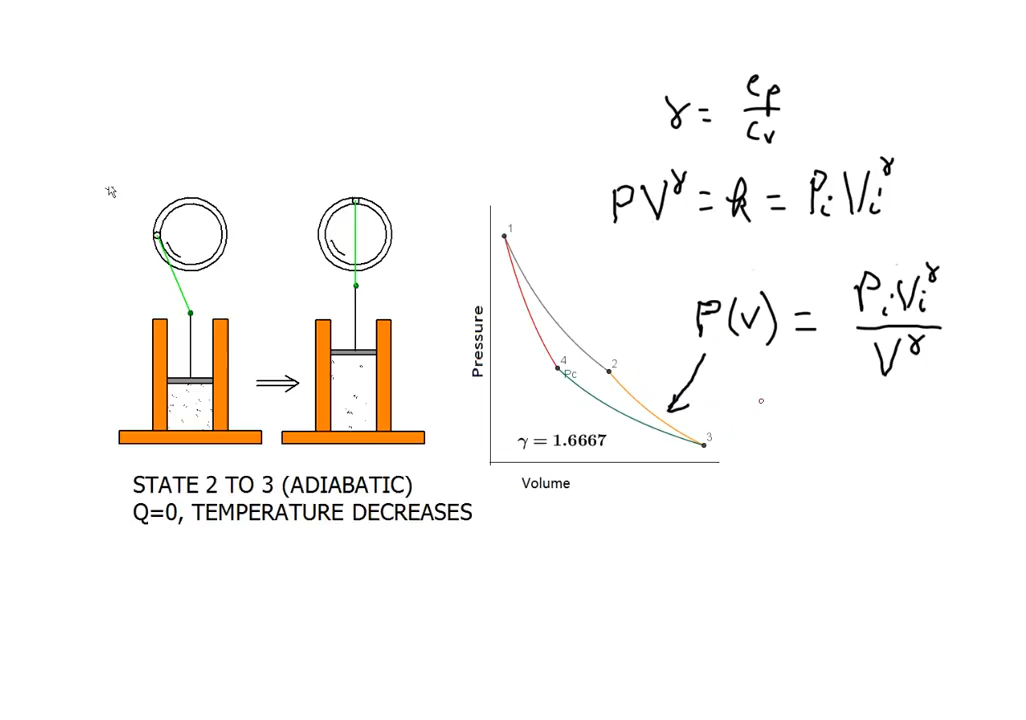 γ = cp/cv
PV^γ = k = PiVi^γ
P(V) = PiVi^γ/V^γ
1
2
3
4
Pc
Pressure
γ = 1.6667
Volume
STATE 2 TO 3 (ADIABATIC)
Q=0, TEMPERATURE DECREASES